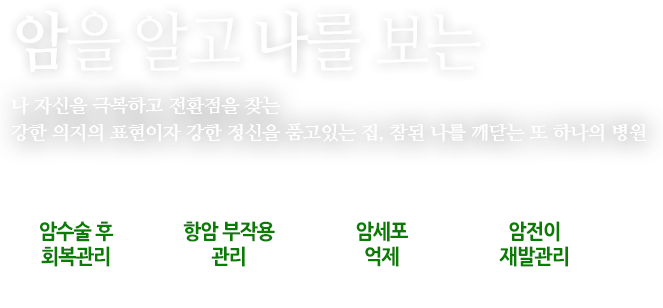 암을 알고 나를 보는
나 자신을 극복하고 전환점을 찾는
강한 의지의 표현이자 강한 정신을 품고있는 집, 참된 나를 깨닫는 또 하나의 병원
암수술 후
회복관리
항암 부작용
관리
암세포
억제
암전이
재발관리